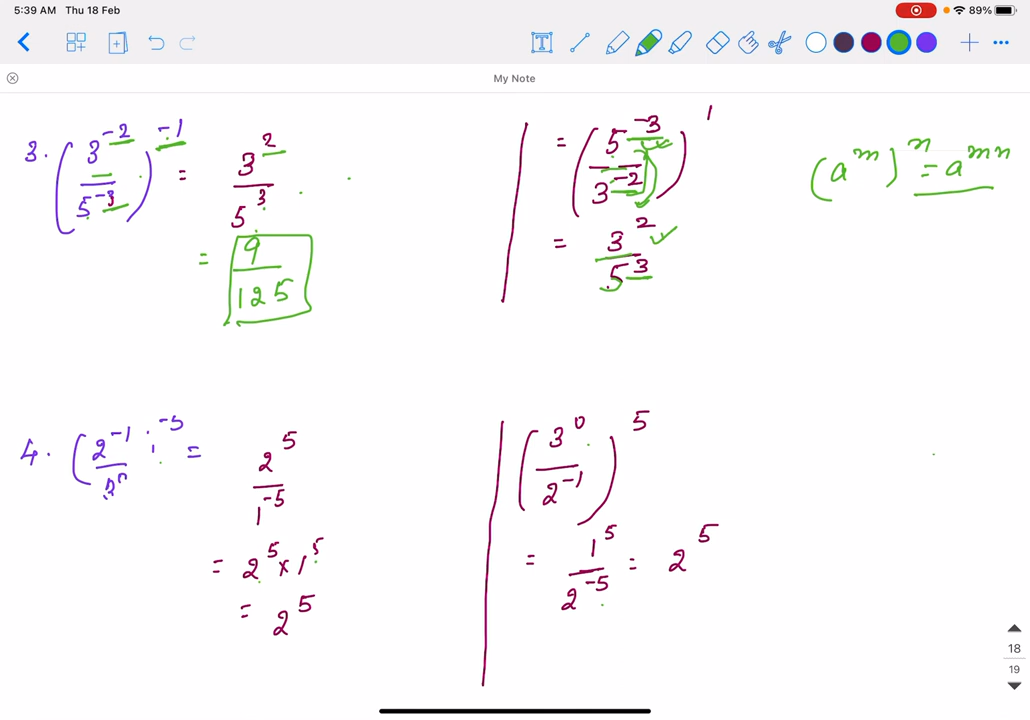 5:39 AM Thu 18 Feb
89%
T
My Note
3. (3^-2 / 5^-3)^-1 = 3^2 / 5^3
= 9 / 125
= (5^-3 / 3^-2)^1
= 3^2 / 5^3
(a^m)^n = a^mn
4. (2^-1 / 3^0)^-5 = 2^5 / 1^-5
= 2^5 × 1^5
= 2^5
(3^0 / 2^-1)^5
= 1^5 / 2^-5 = 2^5
18
19